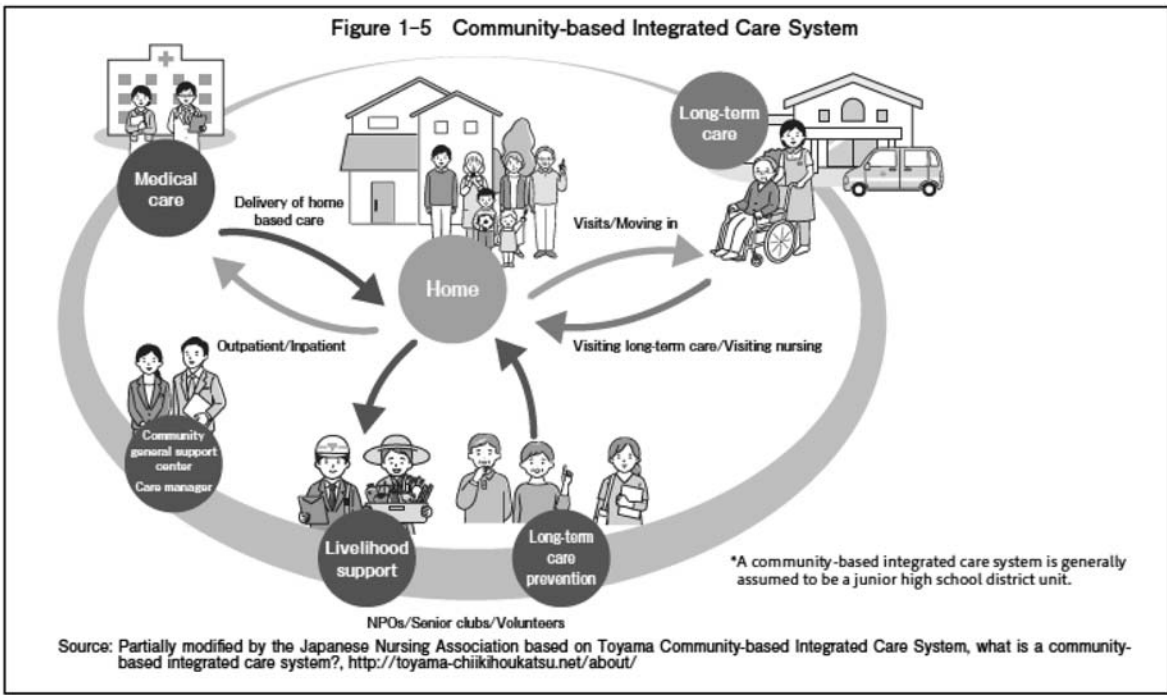 Figure 1-5 Community-based Integrated Care System
Medical
care
Long-term
care
Delivery of home
based care
Visits/Moving in
Home
Outpatient/Inpatient
Visiting long-term care/Visiting nursing
Community
general support
center
Care manager
Livelihood
support
Long-term
care
prevention
*A community-based integrated care system is generally
assumed to be a junior high school district unit.
NPOs/Senior clubs/Volunteers
Source: Partially modified by the Japanese Nursing Association based on Toyama Community-based Integrated Care System, what is a community-
based integrated care system?, http://toyama-chiikihoukatsu.net/about/